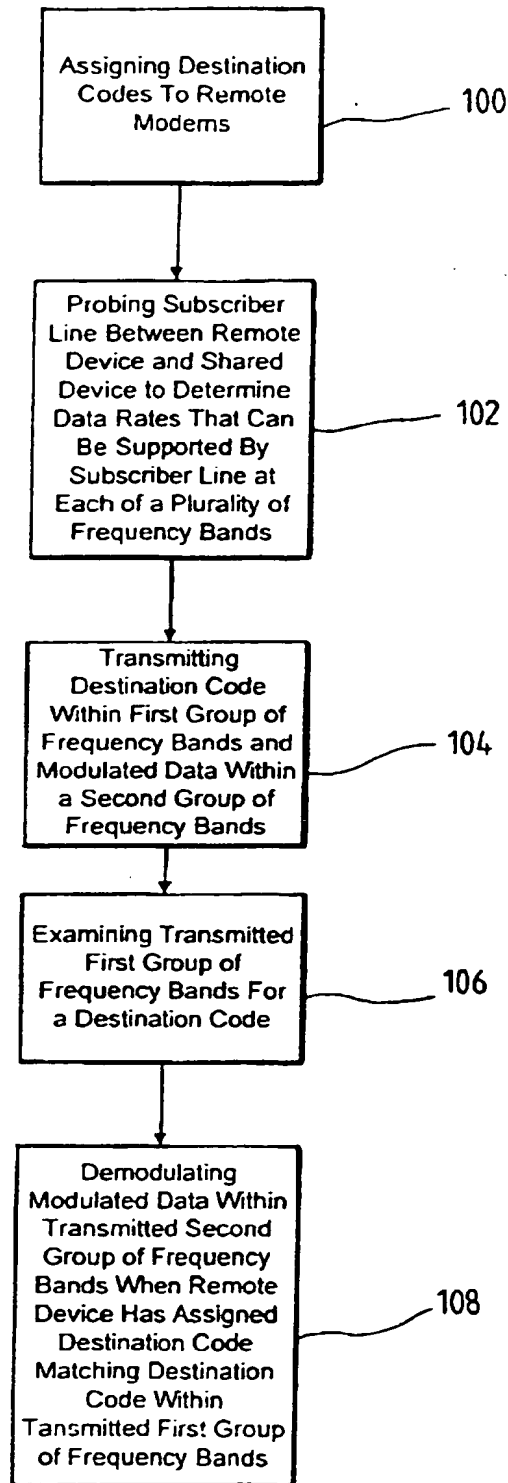 Assigning Destination
Codes To Remote
Modems
100
Probing Subscriber
Line Between Remote
Device and Shared
Device to Determine
Data Rates That Can
Be Supported By
Subscriber Line at
Each of a Plurality of
Frequency Bands
102
Transmitting
Destination Code
Within First Group of
Frequency Bands and
Modulated Data Within
a Second Group of
Frequency Bands
104
Examining Transmitted
First Group of
Frequency Bands For
a Destination Code
106
Demodulating
Modulated Data Within
Transmitted Second
Group of Frequency
Bands When Remote
Device Has Assigned
Destination Code
Matching Destination
Code Within
Tansmitted First Group
of Frequency Bands
108